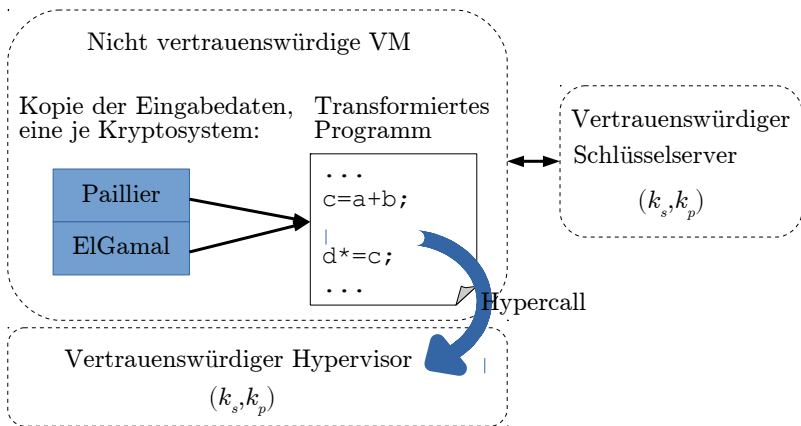 Nicht vertrauenswürdige VM
Kopie der Eingabedaten,
eine je Kryptosystem:
Transformiertes
Programm
Paillier
ElGamal
...
c=a+b;
d*=c;
...
Hypercall
Vertrauenswürdiger
Schlüsselserver
(kₛ,kₚ)
Vertrauenswürdiger Hypervisor
(kₛ,kₚ)